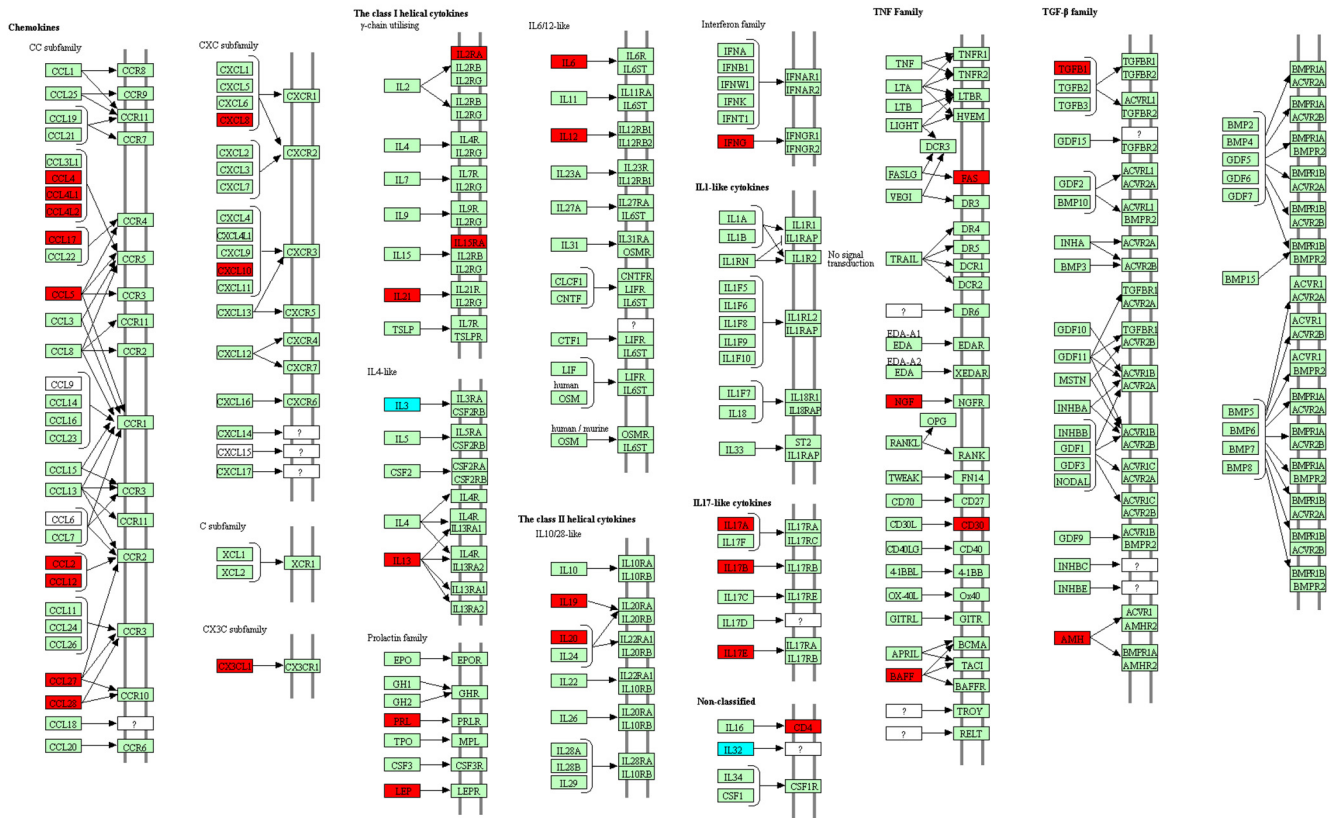 Chemokines
CC subfamily
CCL1
CCR8
CCL25
CCR9
CCL19
CCR11
CCL21
CCR7
CCL3L1
CCL4
CCL4L1
CCL4L2
CCR4
CCL17
CCL22
CCR5
CCL5
CCR3
CCL3
CCR11
CCL8
CCR2
CCL9
CCL14
CCL16
CCL23
CCR1
CCL15
CCL13
CCR3
CCL6
CCR11
CCL7
CCR2
CCL2
CCL12
CCL11
CCL24
CCL26
CCR3
CCL27
CCL28
CCR10
CCL18
?
CCL20
CCR6
CXC subfamily
CXCL1
CXCL5
CXCL6
CXCL8
CXCR1
CXCL2
CXCL3
CXCL7
CXCR2
CXCL4
CXCL4L1
CXCL9
CXCL10
CXCL11
CXCR3
CXCL13
CXCR5
CXCL12
CXCR4
CXCR7
CXCL16
CXCR6
CXCL14
?
CXCL15
?
CXCL17
?
C subfamily
XCL1
XCL2
XCR1
CX3C subfamily
CX3CL1
CX3CR1
The class I helical cytokines
γ-chain utilising
IL2
IL2RA
IL2RB
IL2RG
IL2RB
IL2RG
IL4
IL4R
IL2RG
IL7
IL7R
IL2RG
IL9
IL9R
IL2RG
IL15
IL15RA
IL2RB
IL2RG
IL21
IL21R
IL2RG
TSLP
IL7R
TSLPR
IL4-like
IL3
IL3RA
CSF2RB
IL5
IL5RA
CSF2RB
CSF2
CSF2RA
CSF2RB
IL4
IL4R
IL4R
IL13RA1
IL13
IL4R
IL13RA2
IL13RA1
IL13RA2
Prolactin family
EPO
EPOR
GH1
GH2
GHR
PRL
PRLR
TPO
MPL
CSF3
CSF3R
LEP
LEPR
IL6/12-like
IL6
IL6R
IL6ST
IL11
IL11RA
IL6ST
IL12
IL12RB1
IL12RB2
IL23A
IL23R
IL12RB1
IL27A
IL27RA
IL6ST
IL31
IL31RA
OSMR
CLCF1
CNTF
CNTFR
LIFR
IL6ST
CTF1
?
LIFR
IL6ST
LIF
human
OSM
LIFR
IL6ST
human / murine
OSM
OSMR
IL6ST
The class II helical cytokines
IL10/28-like
IL10
IL10RA
IL10RB
IL19
IL20RA
IL20RB
IL20
IL24
IL22RA1
IL20RB
IL22
IL22RA1
IL10RB
IL26
IL20RA
IL10RB
IL28A
IL28B
IL29
IL28RA
IL10RB
Interferon family
IFNA
IFNB1
IFNW1
IFNK
IFNT1
IFNAR1
IFNAR2
IFNG
IFNGR1
IFNGR2
IL1-like cytokines
IL1A
IL1B
IL1RN
IL1R1
IL1RAP
IL1R2
No signal
transduction
IL1F5
IL1F6
IL1F8
IL1F9
IL1F10
IL1RL2
IL1RAP
IL1F7
IL18
IL18R1
IL18RAP
IL33
ST2
IL1RAP
IL17-like cytokines
IL17A
IL17F
IL17RA
IL17RC
IL17B
IL17RB
IL17C
IL17RE
IL17D
?
IL17E
IL17RA
IL17RB
Non-classified
IL16
CD4
IL32
?
IL34
CSF1
CSF1R
TNF Family
TNF
TNFR1
LTA
TNFR2
LTB
LTBR
LIGHT
HVEM
DCR3
FASLG
FAS
VEGI
DR3
TRAIL
DR4
DR5
DCR1
DCR2
?
DR6
EDA-A1
EDA
EDAR
EDA-A2
EDA
XEDAR
NGF
NGFR
OPG
RANKL
RANK
TWEAK
FN14
CD70
CD27
CD30L
CD30
CD40LG
CD40
4-1BBL
4-1BB
OX-40L
Ox40
GITRL
GITR
APRIL
BCMA
TACI
BAFF
BAFFR
?
TROY
?
RELT
TGF-β family
TGFB1
TGFB2
TGFB3
TGFBR1
TGFBR2
ACVRL1
TGFBR2
GDF15
?
TGFBR2
GDF2
BMP10
ACVRL1
ACVR2A
ACVRL1
BMPR2
INHA
ACVR2A
BMP3
ACVR2B
TGFBR1
ACVR2A
GDF10
TGFBR1
ACVR2B
GDF11
MSTN
ACVR1B
ACVR2A
INHBA
INHBB
ACVR1B
ACVR2B
GDF1
GDF3
ACVR1C
ACVR2A
NODAL
ACVR1C
ACVR2B
GDF9
ACVR1B
BMPR2
INHBC
?
INHBE
?
AMH
ACVR1
AMHR2
BMPR1A
AMHR2
BMPR1A
ACVR2A
BMPR1A
ACVR2B
BMP2
BMP4
GDF5
GDF6
GDF7
BMPR1A
BMPR2
BMPR1B
ACVR2A
BMPR1B
ACVR2B
BMPR1B
BMPR2
BMP15
ACVR1
ACVR2A
ACVR1
ACVR2B
ACVR1
BMPR2
BMPR1A
ACVR2A
BMP5
BMP6
BMP7
BMP8
BMPR1A
ACVR2B
BMPR1A
BMPR2
BMPR1B
ACVR2A
BMPR1B
ACVR2B
BMPR1B
BMPR2